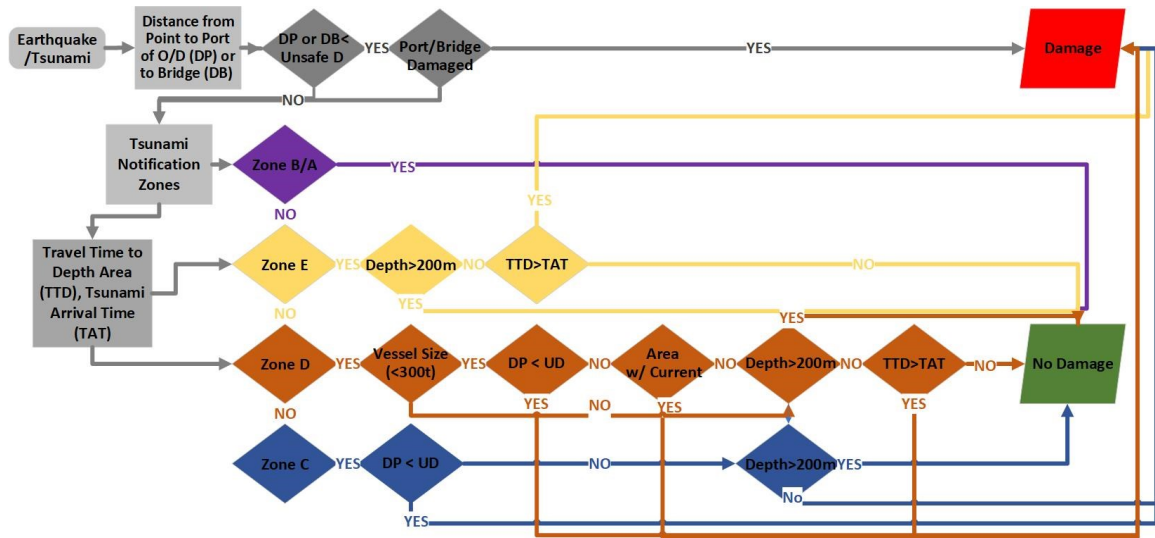 Earthquake
/Tsunami
Distance from
Point to Port
of O/D (DP) or
to Bridge (DB)
DP or DB<
Unsafe D
YES
Port/Bridge
Damaged
YES
Damage
NO
Tsunami
Notification
Zones
Zone B/A
YES
NO
YES
Travel Time to
Depth Area
(TTD), Tsunami
Arrival Time
(TAT)
Zone E
YES
Depth>200m
NO
TTD>TAT
NO
NO
YES
YES
Zone D
YES
Vessel Size
(<300t)
YES
DP < UD
NO
Area
w/ Current
NO
Depth>200m
NO
TTD>TAT
NO
No Damage
NO
YES
NO
YES
YES
Zone C
YES
DP < UD
NO
Depth>200m
YES
No
YES